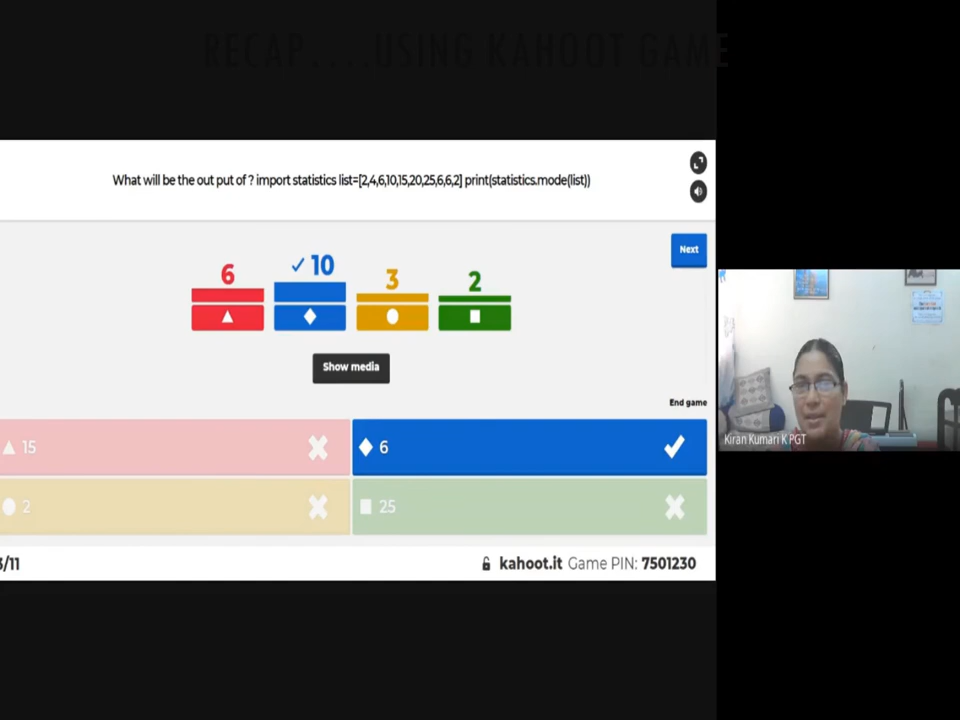 RECAP....USING KAHOOT GAME
What will be the out put of ? import statistics list=[2,4,6,10,15,20,25,6,6,2] print(statistics.mode(list))
Next
6
✓ 10
3
2
Show media
End game
15
6
2
25
/11
kahoot.it Game PIN: 7501230
Kiran Kumari K PGT